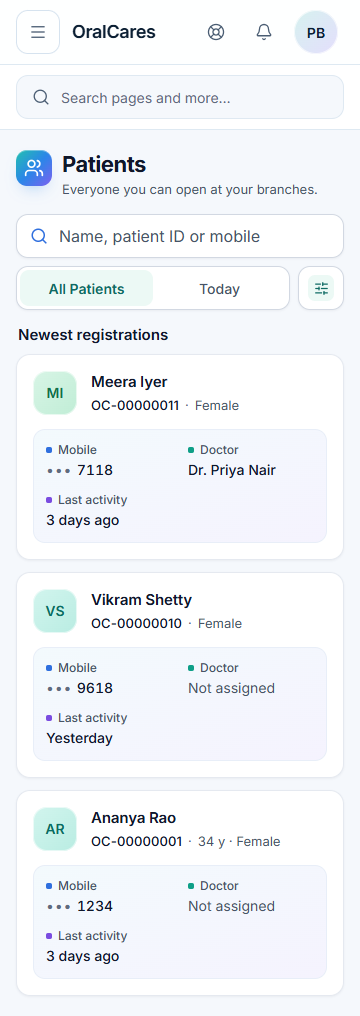 OralCares
PB
Search pages and more...
Patients
Everyone you can open at your branches.
Name, patient ID or mobile
All Patients
Today
Newest registrations
MI
Meera Iyer
OC-00000011 · Female
Mobile
Doctor
••• 7118
Dr. Priya Nair
Last activity
3 days ago
VS
Vikram Shetty
OC-00000010 · Female
Mobile
Doctor
••• 9618
Not assigned
Last activity
Yesterday
AR
Ananya Rao
OC-00000001 · 34 y · Female
Mobile
Doctor
••• 1234
Not assigned
Last activity
3 days ago